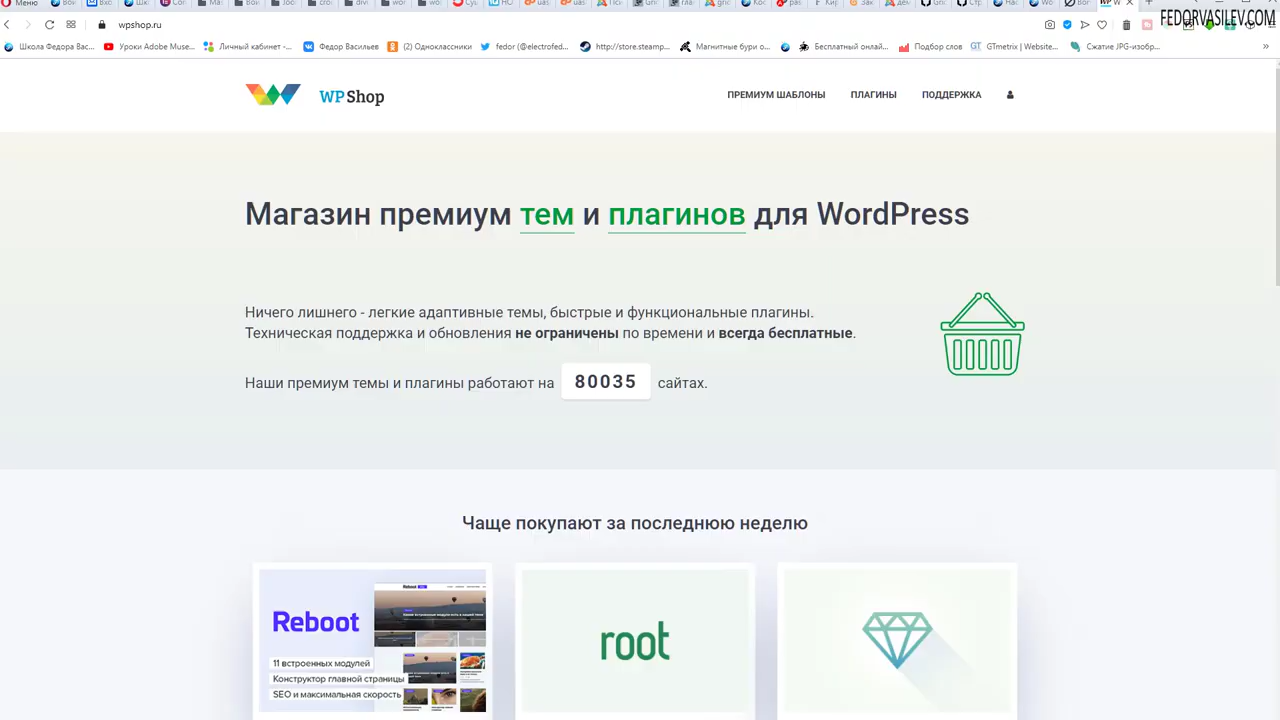 Меню
FEDORVASILEV.COM
wpshop.ru
Школа Федора Вас...
Уроки Adobe Muse...
Личный кабинет -...
Федор Васильев
(2) Одноклассники
fedor (@electrofed...
http://store.steamp...
Магнитные бури о...
Бесплатный онлай...
Подбор слов
GTmetrix | Website...
Сжатие JPG-изобр...
WPShop
ПРЕМИУМ ШАБЛОНЫ
ПЛАГИНЫ
ПОДДЕРЖКА
Магазин премиум тем и плагинов для WordPress
Ничего лишнего - легкие адаптивные темы, быстрые и функциональные плагины.
Техническая поддержка и обновления не ограничены по времени и всегда бесплатные.
Наши премиум темы и плагины работают на 80035 сайтах.
Чаще покупают за последнюю неделю
Reboot
11 встроенных модулей
Конструктор главной страницы
SEO и максимальная скорость
root